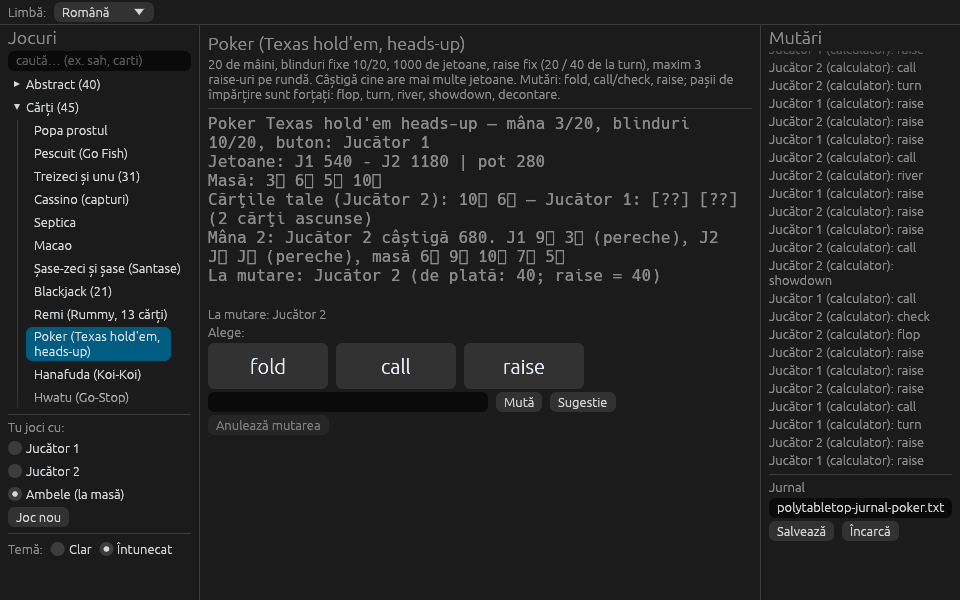 Limbă: Română
Jocuri
caută... (ex. sah, carti)
Abstract (40)
Cărți (45)
Popa prostul
Pescuit (Go Fish)
Treizeci și unu (31)
Cassino (capturi)
Septica
Macao
Șase-zeci și șase (Santase)
Blackjack (21)
Remi (Rummy, 13 cărți)
Poker (Texas hold'em,
heads-up)
Hanafuda (Koi-Koi)
Hwatu (Go-Stop)
Tu joci cu:
Jucător 1
Jucător 2
Ambele (la masă)
Joc nou
Temă: Clar Întunecat
Poker (Texas hold'em, heads-up)
20 de mâini, blinduri fixe 10/20, 1000 de jetoane, raise fix (20 / 40 de la turn), maxim 3
raise-uri pe rundă. Câștigă cine are mai multe jetoane. Mutări: fold, call/check, raise; pașii de
împărțire sunt forțați: flop, turn, river, showdown, decontare.
Poker Texas hold'em heads-up — mâna 3/20, blinduri
10/20, buton: Jucător 1
Jetoane: J1 540 - J2 1180 | pot 280
Masă: 3▯ 6▯ 5▯ 10▯
Cărțile tale (Jucător 2): 10▯ 6▯ — Jucător 1: [??] [??]
(2 cărți ascunse)
Mâna 2: Jucător 2 câștigă 680. J1 9▯ 3▯ (pereche), J2
J▯ J▯ (pereche), masă 6▯ 9▯ 10▯ 7▯ 5▯
La mutare: Jucător 2 (de plată: 40; raise = 40)
La mutare: Jucător 2
Alege:
fold call raise
Mută Sugestie
Anulează mutarea
Mutări
Jucător 1 (calculator): raise
Jucător 2 (calculator): call
Jucător 2 (calculator): turn
Jucător 1 (calculator): raise
Jucător 2 (calculator): raise
Jucător 1 (calculator): raise
Jucător 2 (calculator): call
Jucător 2 (calculator): river
Jucător 1 (calculator): raise
Jucător 2 (calculator): raise
Jucător 1 (calculator): raise
Jucător 2 (calculator): call
Jucător 2 (calculator):
showdown
Jucător 1 (calculator): call
Jucător 2 (calculator): check
Jucător 2 (calculator): flop
Jucător 2 (calculator): raise
Jucător 1 (calculator): raise
Jucător 2 (calculator): raise
Jucător 1 (calculator): call
Jucător 1 (calculator): turn
Jucător 2 (calculator): raise
Jucător 1 (calculator): raise
Jurnal
polytabletop-jurnal-poker.txt
Salvează Încarcă